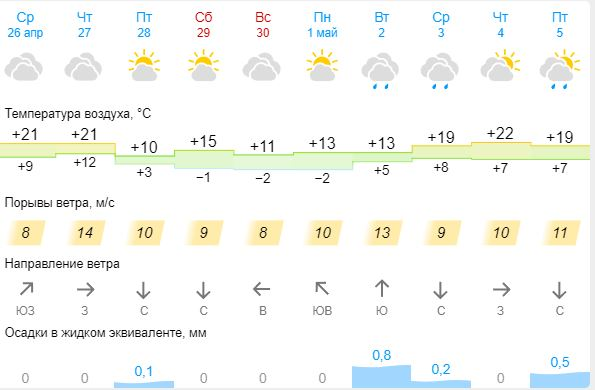 Ср Чт Пт Сб Вс Пн Вт Ср Чт Пт
26 апр 27 28 29 30 1 май 2 3 4 5
Температура воздуха, °C
+21 +21 +10 +15 +11 +13 +13 +19 +22 +19
+9 +12 +3 −1 −2 −2 +5 +8 +7 +7
Порывы ветра, м/с
8 14 10 9 8 10 13 9 10 11
Направление ветра
ЮЗ З С С В ЮВ Ю С З С
Осадки в жидком эквиваленте, мм
0 0 0,1 0 0 0 0,8 0,2 0 0,5